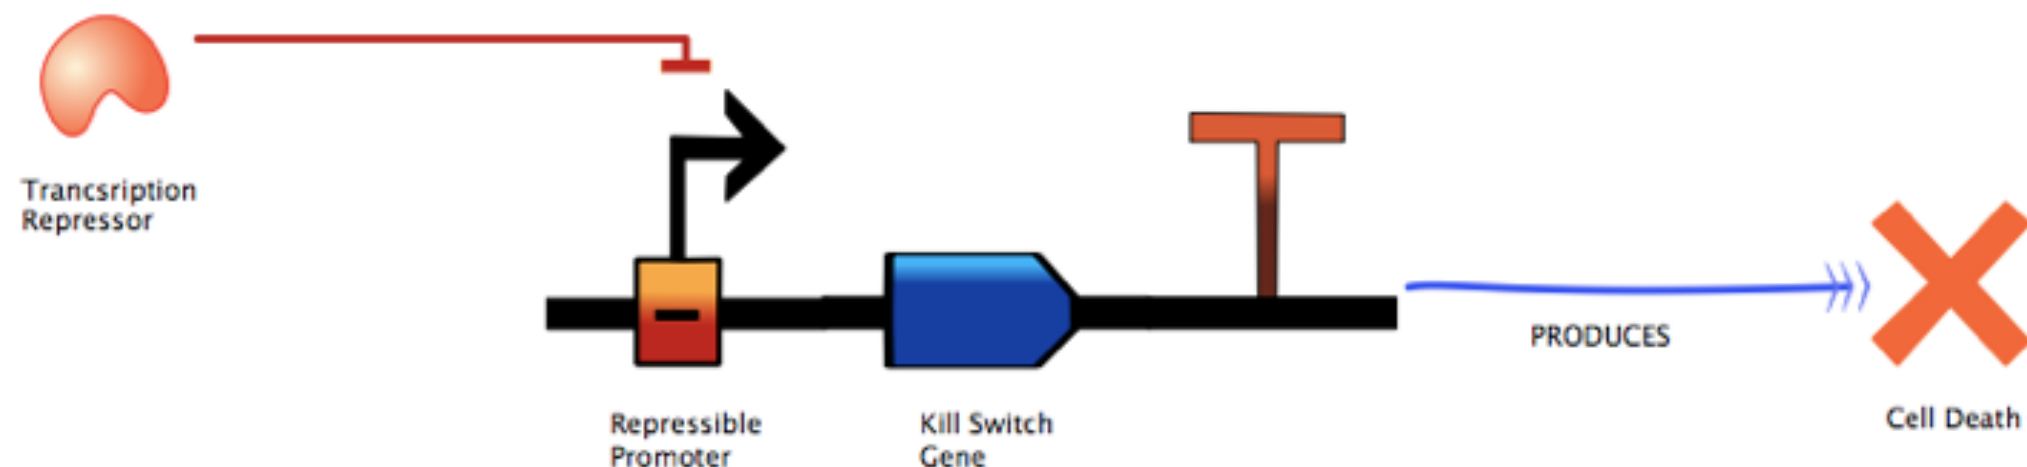 Trancsription
Repressor
PRODUCES
Repressible
Promoter
Kill Switch
Gene
Cell Death